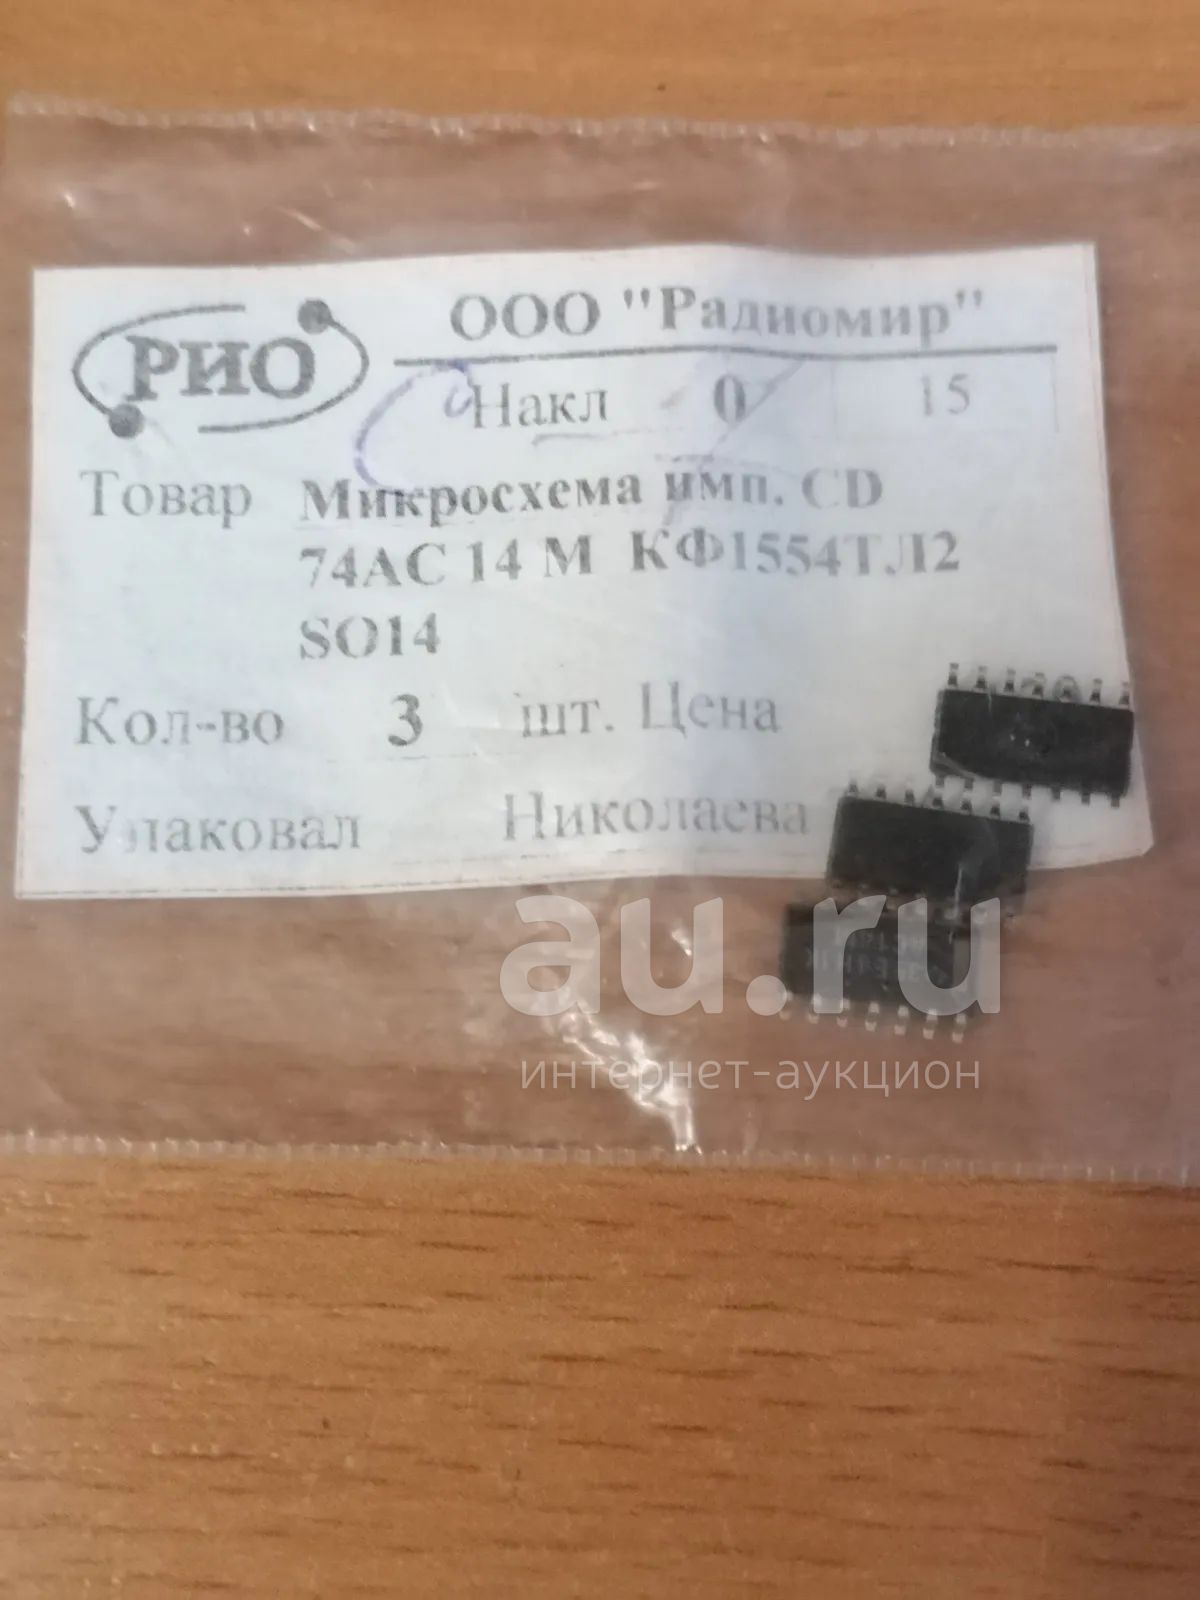 РИО
ООО "Радиомир"
Накл 0 15
Товар Микросхема имп. CD
74AC 14 M КФ1554ТЛ2
SO14
Кол-во 3 шт. Цена
Упаковал Николаева
au.ru
интернет-аукцион